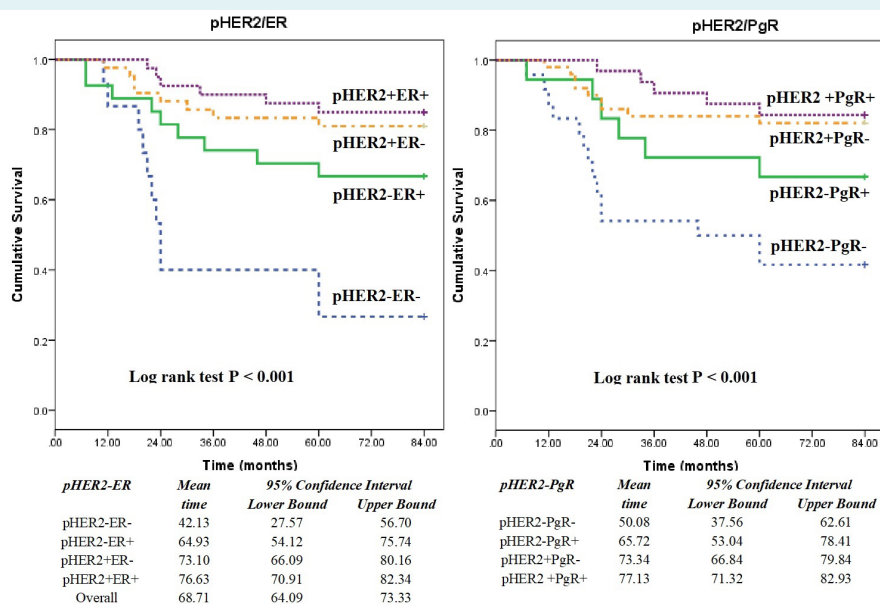 pHER2/ER
1.0
0.8
0.6
0.4
0.2
0.0
Cumulative Survival
pHER2+ER+
pHER2+ER-
pHER2-ER+
pHER2-ER-
Log rank test P < 0.001
.00 12.00 24.00 36.00 48.00 60.00 72.00 84.00
Time (months)
pHER2-ER Mean time 95% Confidence Interval
Lower Bound Upper Bound
pHER2-ER- 42.13 27.57 56.70
pHER2-ER+ 64.93 54.12 75.74
pHER2+ER- 73.10 66.09 80.16
pHER2+ER+ 76.63 70.91 82.34
Overall 68.71 64.09 73.33
pHER2/PgR
1.0
0.8
0.6
0.4
0.2
0.0
Cumulative Survival
pHER2 +PgR+
pHER2+PgR-
pHER2-PgR+
pHER2-PgR-
Log rank test P < 0.001
.00 12.00 24.00 36.00 48.00 60.00 72.00 84.00
Time (months)
pHER2-PgR Mean time 95% Confidence Interval
Lower Bound Upper Bound
pHER2-PgR- 50.08 37.56 62.61
pHER2-PgR+ 65.72 53.04 78.41
pHER2+PgR- 73.34 66.84 79.84
pHER2 +PgR+ 77.13 71.32 82.93